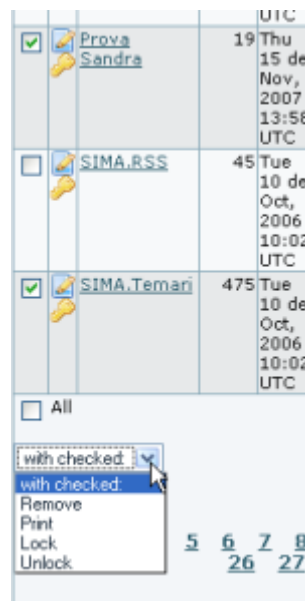 UTC
Prova 19 Thu
Sandra 15 de
Nov,
2007
13:58
UTC
SIMA.RSS 45 Tue
10 de
Oct,
2006
10:02
UTC
SIMA.Temari 475 Tue
10 de
Oct,
2006
10:02
UTC
All
with checked:
with checked:
Remove
Print
Lock
Unlock
5 6 7 8
26 27